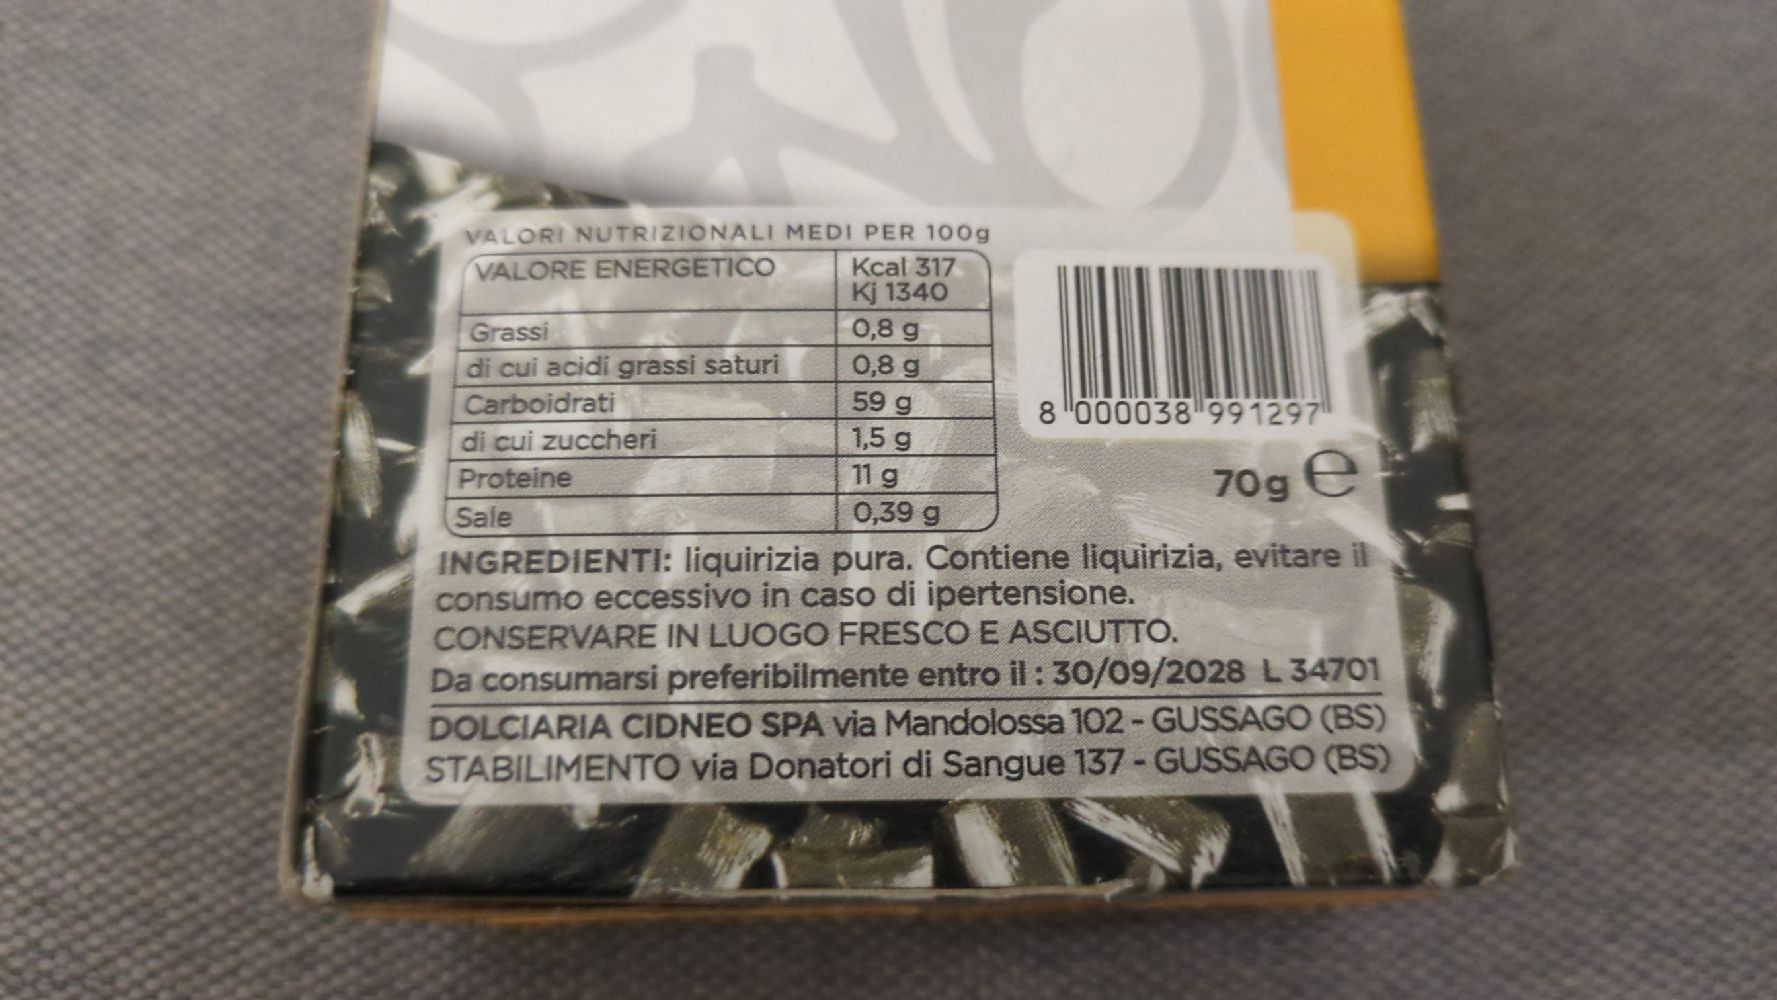 VALORI NUTRIZIONALI MEDI PER 100g
VALORE ENERGETICO Kcal 317
Kj 1340
Grassi 0,8 g
di cui acidi grassi saturi 0,8 g
Carboidrati 59 g
di cui zuccheri 1,5 g
Proteine 11 g
Sale 0,39 g
8 000038 991297
70g e
INGREDIENTI: liquirizia pura. Contiene liquirizia, evitare il
consumo eccessivo in caso di ipertensione.
CONSERVARE IN LUOGO FRESCO E ASCIUTTO.
Da consumarsi preferibilmente entro il : 30/09/2028 L 34701
DOLCIARIA CIDNEO SPA via Mandolossa 102 - GUSSAGO (BS)
STABILIMENTO via Donatori di Sangue 137 - GUSSAGO (BS)